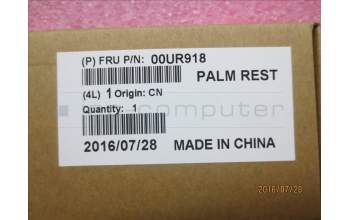 (P) FRU P/N: 00UR918
PALM REST
(4L) 1 Origin: CN
Quantity: 1
computer
2016/07/28 MADE IN CHINA
2016/07/28